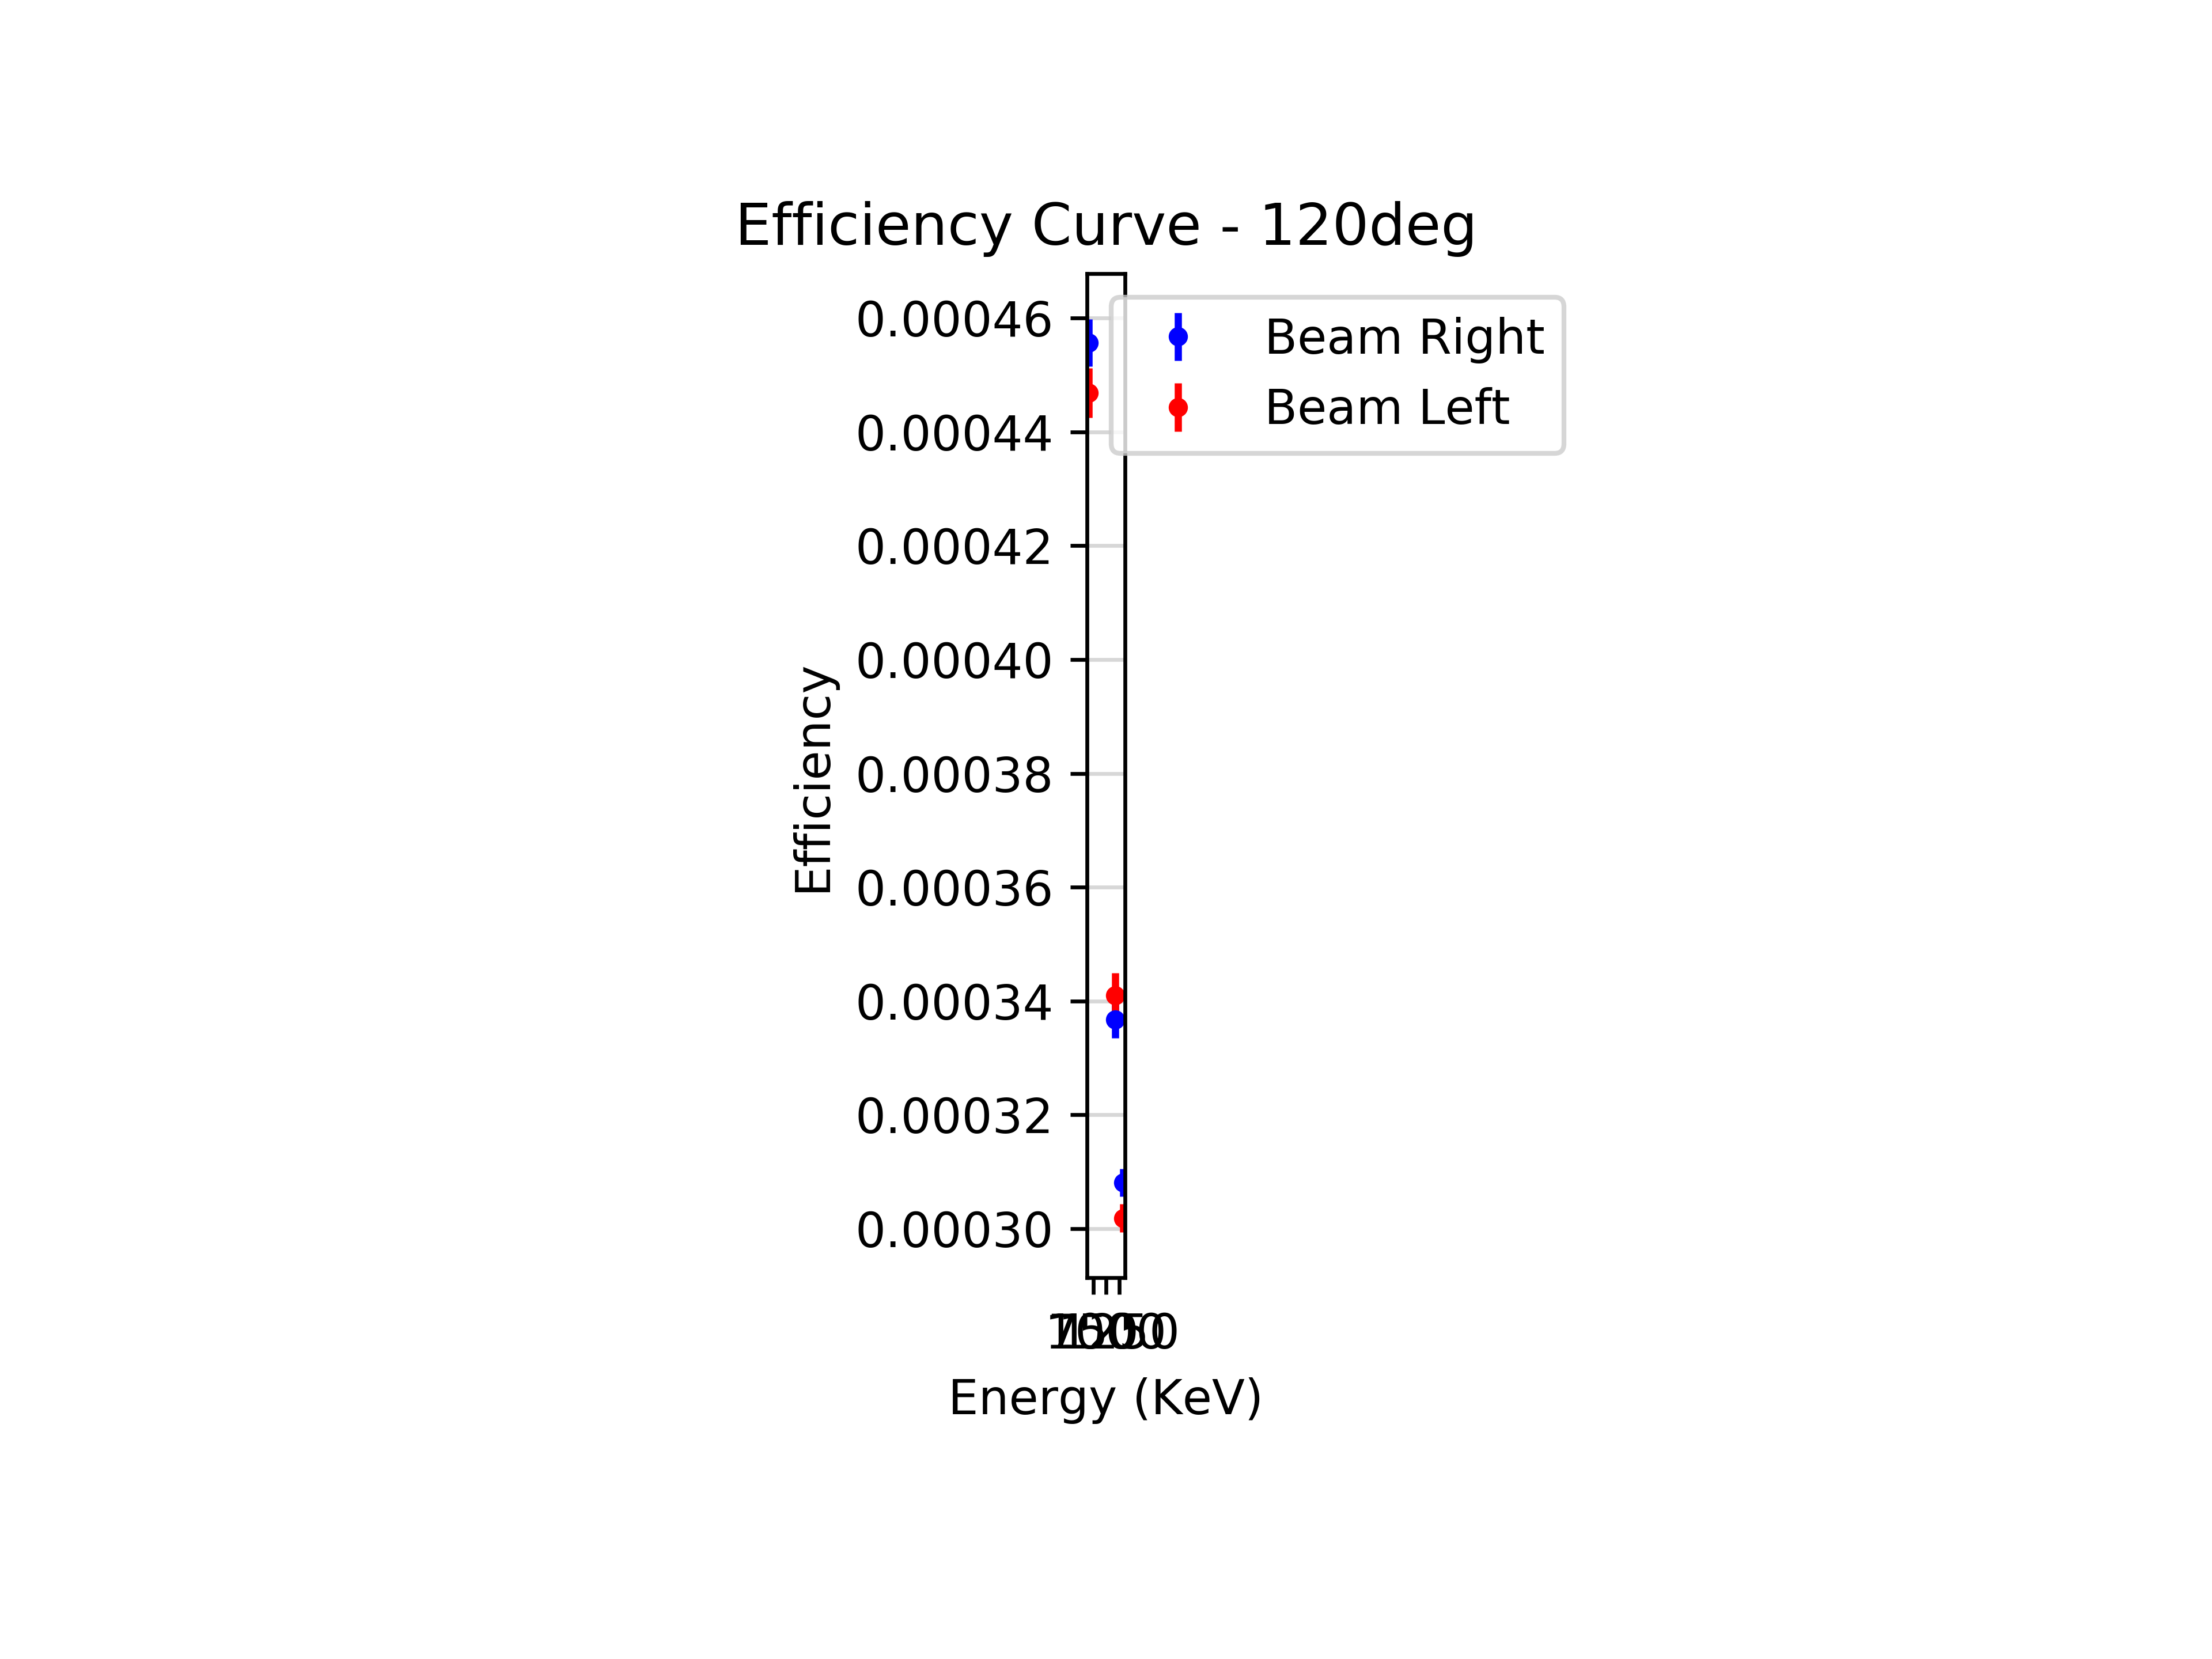 Efficiency Curve - 120deg
Beam Right
Beam Left
0.00046
0.00044
0.00042
0.00040
0.00038
0.00036
0.00034
0.00032
0.00030
Efficiency
Energy (KeV)